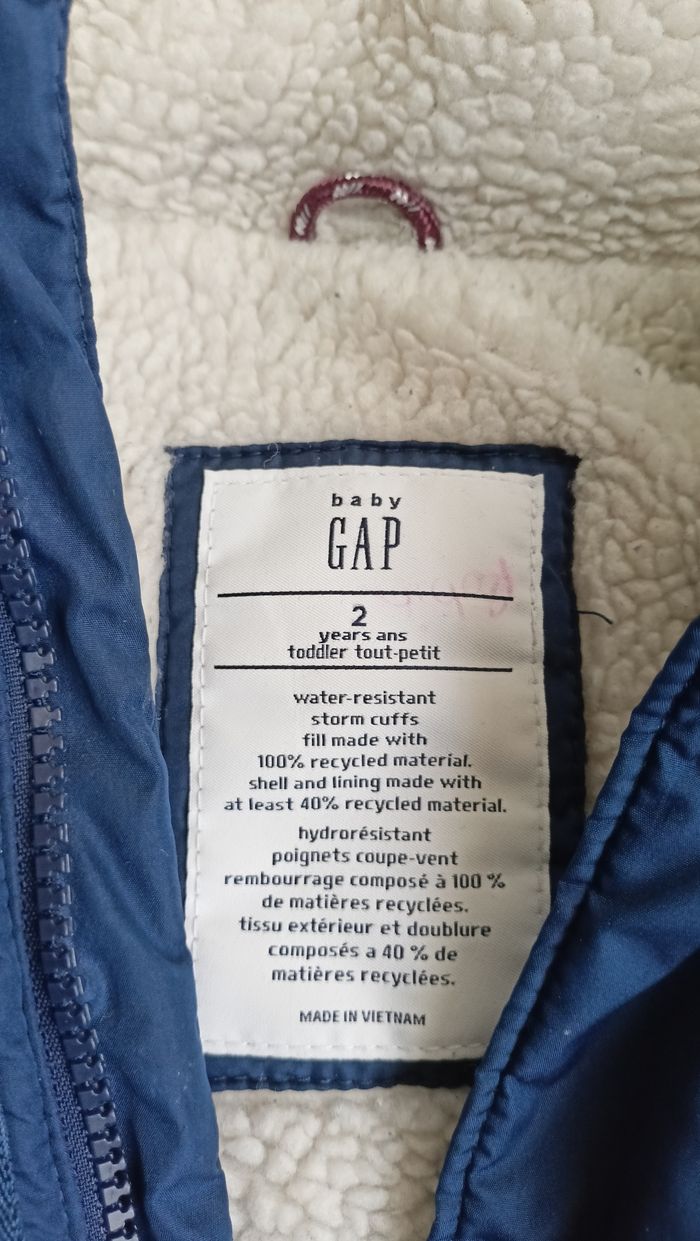 baby
GAP
2
years ans
toddler tout-petit
water-resistant
storm cuffs
fill made with
100% recycled material.
shell and lining made with
at least 40% recycled material.
hydrorésistant
poignets coupe-vent
rembourrage composé à 100 %
de matières recyclées.
tissu extérieur et doublure
composés a 40 % de
matières recyclées.
MADE IN VIETNAM